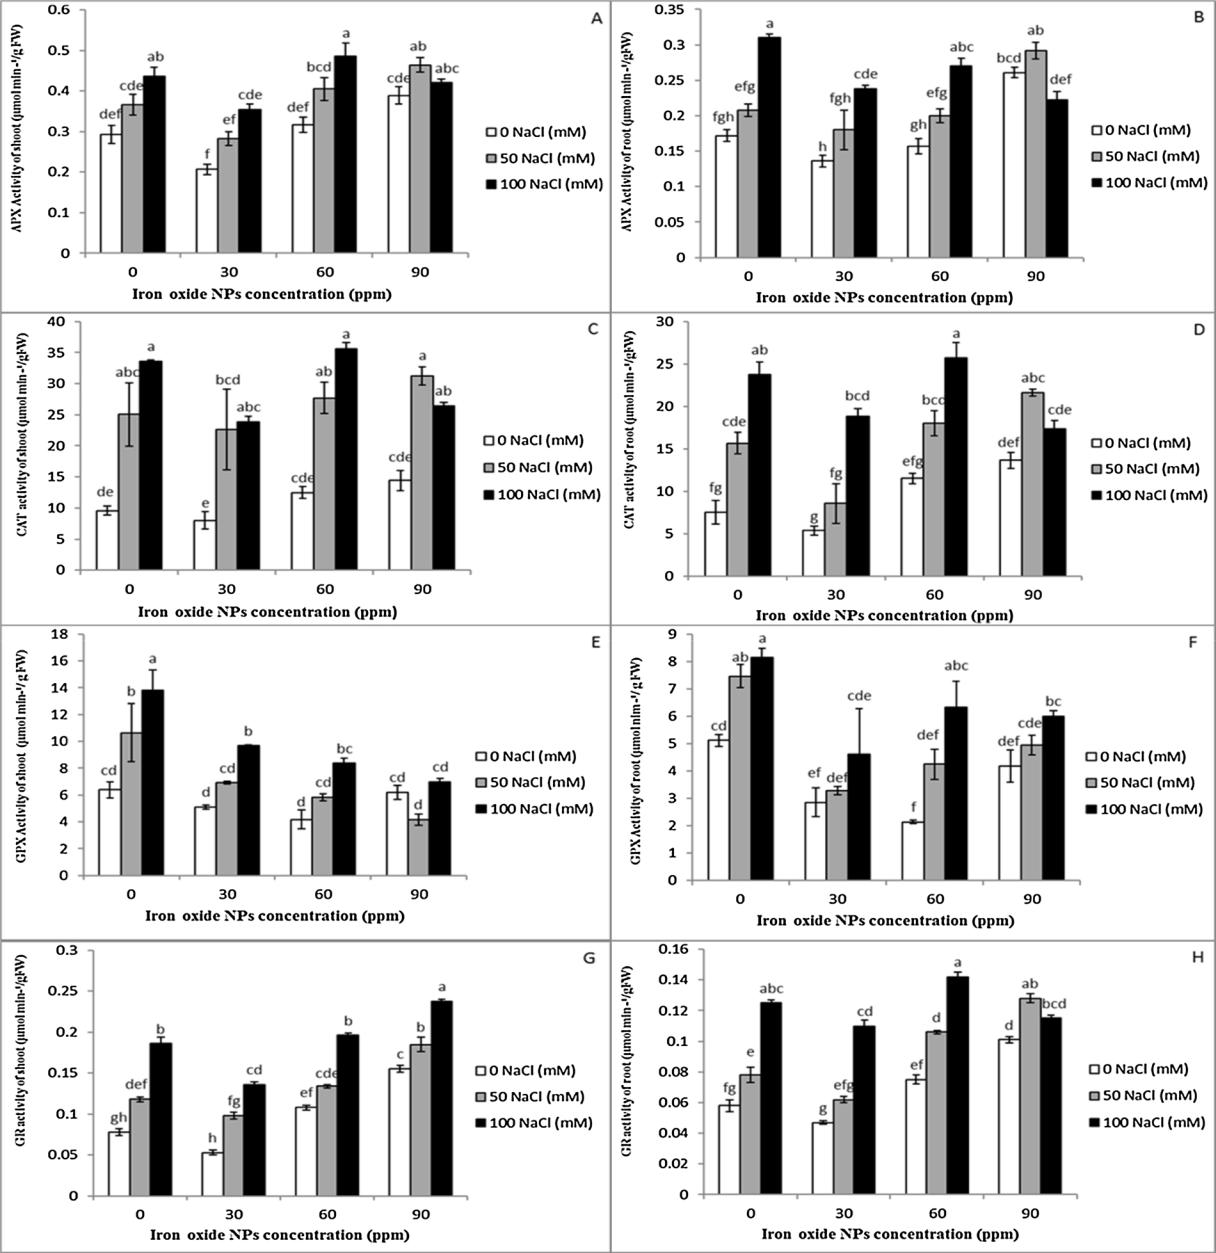 A
APX Activity of shoot (µmol min-¹/gFW)
0.6
0.5
0.4
0.3
0.2
0.1
0
def cde ab
f ef cde
def bcd a
cde ab abc
0 30 60 90
Iron oxide NPs concentration (ppm)
0 NaCl (mM)
50 NaCl (mM)
100 NaCl (mM)
B
APX Activity of root (µmol min-¹/gFW)
0.35
0.3
0.25
0.2
0.15
0.1
0.05
0
fgh efg a
h fgh cde
gh efg abc
bcd ab def
0 30 60 90
Iron oxide NPs concentration (ppm)
0 NaCl (mM)
50 NaCl (mM)
100 NaCl (mM)
C
CAT activity of shoot (µmol min-¹/gFW)
40
35
30
25
20
15
10
5
0
de abc a
e bcd abc
cde ab a
cde a ab
0 30 60 90
Iron oxide NPs concentration (ppm)
0 NaCl (mM)
50 NaCl (mM)
100 NaCl (mM)
D
CAT activity of root (µmol min-¹/gFW)
30
25
20
15
10
5
0
fg cde ab
g fg bcd
efg bcd a
def abc cde
0 30 60 90
Iron oxide NPs concentration (ppm)
0 NaCl (mM)
50 NaCl (mM)
100 NaCl (mM)
E
GPX Activity of shoot (µmol min-¹/gFW)
18
16
14
12
10
8
6
4
2
0
cd b a
d cd b
d cd bc
cd d cd
0 30 60 90
Iron oxide NPs concentration (ppm)
0 NaCl (mM)
50 NaCl (mM)
100 NaCl (mM)
F
GPX Activity of root (µmol mim-¹/gFW)
9
8
7
6
5
4
3
2
1
0
cd ab a
ef def cde
f def abc
def cde bc
0 30 60 90
Iron oxide NPs concentration (ppm)
0 NaCl (mM)
50 NaCl (mM)
100 NaCl (mM)
G
GR activity of shoot (µmol min-¹/gFW)
0.3
0.25
0.2
0.15
0.1
0.05
0
gh def b
h fg cd
ef cde b
c b a
0 30 60 90
Iron oxide NPs concentration (ppm)
0 NaCl (mM)
50 NaCl (mM)
100 NaCl (mM)
H
GR activity of root (µmol min-¹/gFW)
0.16
0.14
0.12
0.1
0.08
0.06
0.04
0.02
0
fg e abc
g efg cd
ef d a
d ab bcd
0 30 60 90
Iron oxide NPs concentration (ppm)
0 NaCl (mM)
50 NaCl (mM)
100 NaCl (mM)